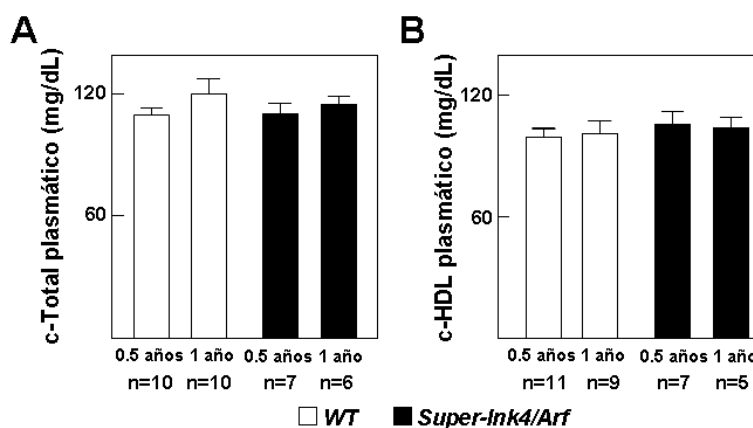 A
c-Total plasmático (mg/dL)
120
60
0.5 años 1 año 0.5 años 1 año
n=10 n=10 n=7 n=6
B
c-HDL plasmático (mg/dL)
120
60
0.5 años 1 año 0.5 años 1 año
n=11 n=9 n=7 n=5
WT Super-Ink4/Arf